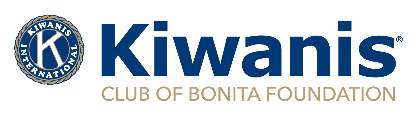 KIWANIS
K
INTERNATIONAL
Kiwanis®
CLUB OF BONITA FOUNDATION